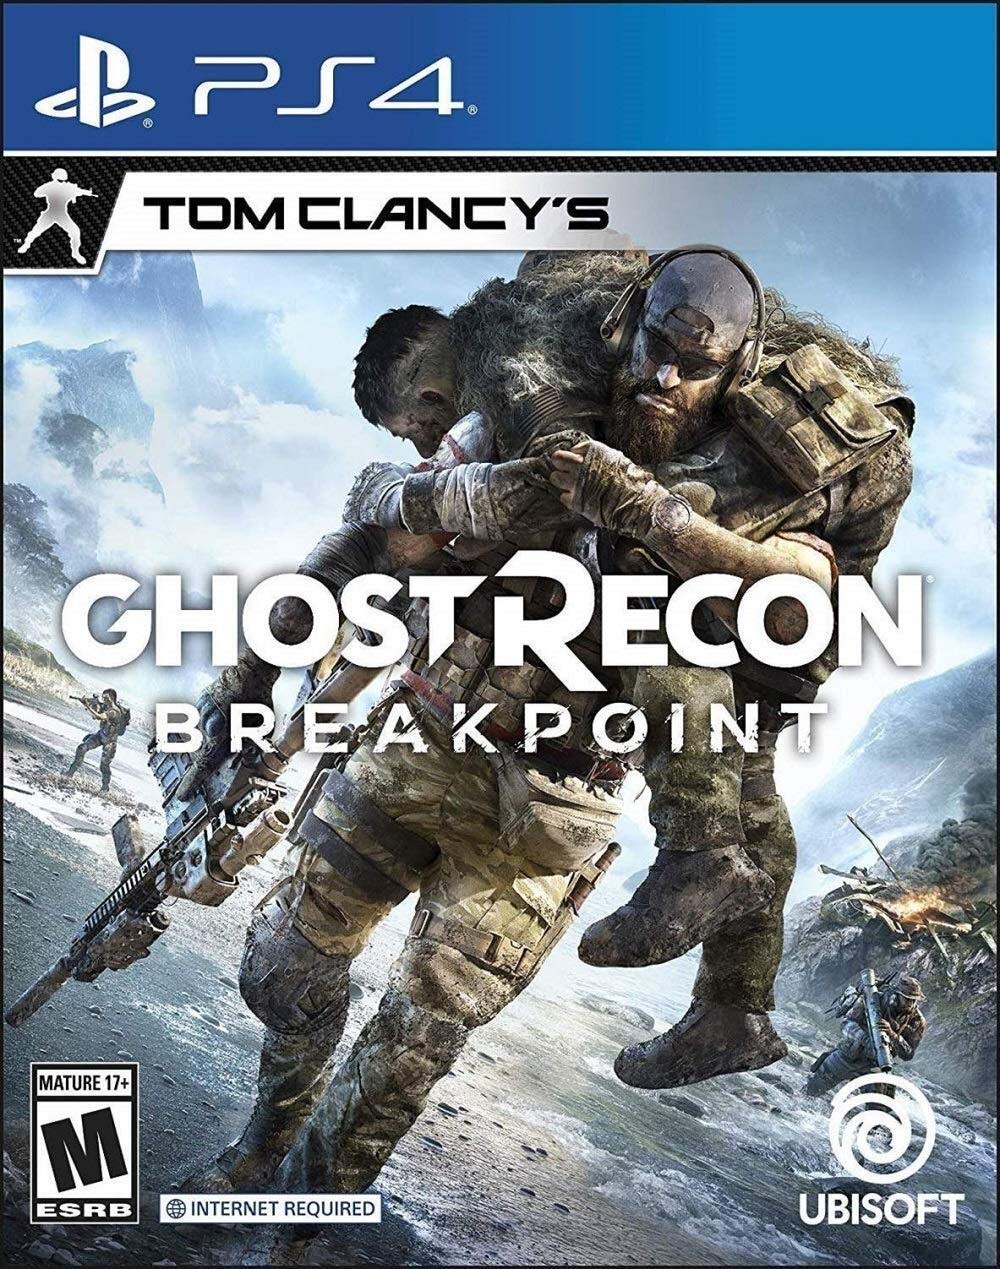 PS4
TOM CLANCY'S
GHOST RECON
BREAKPOINT
MATURE 17+
M
ESRB
INTERNET REQUIRED
UBISOFT